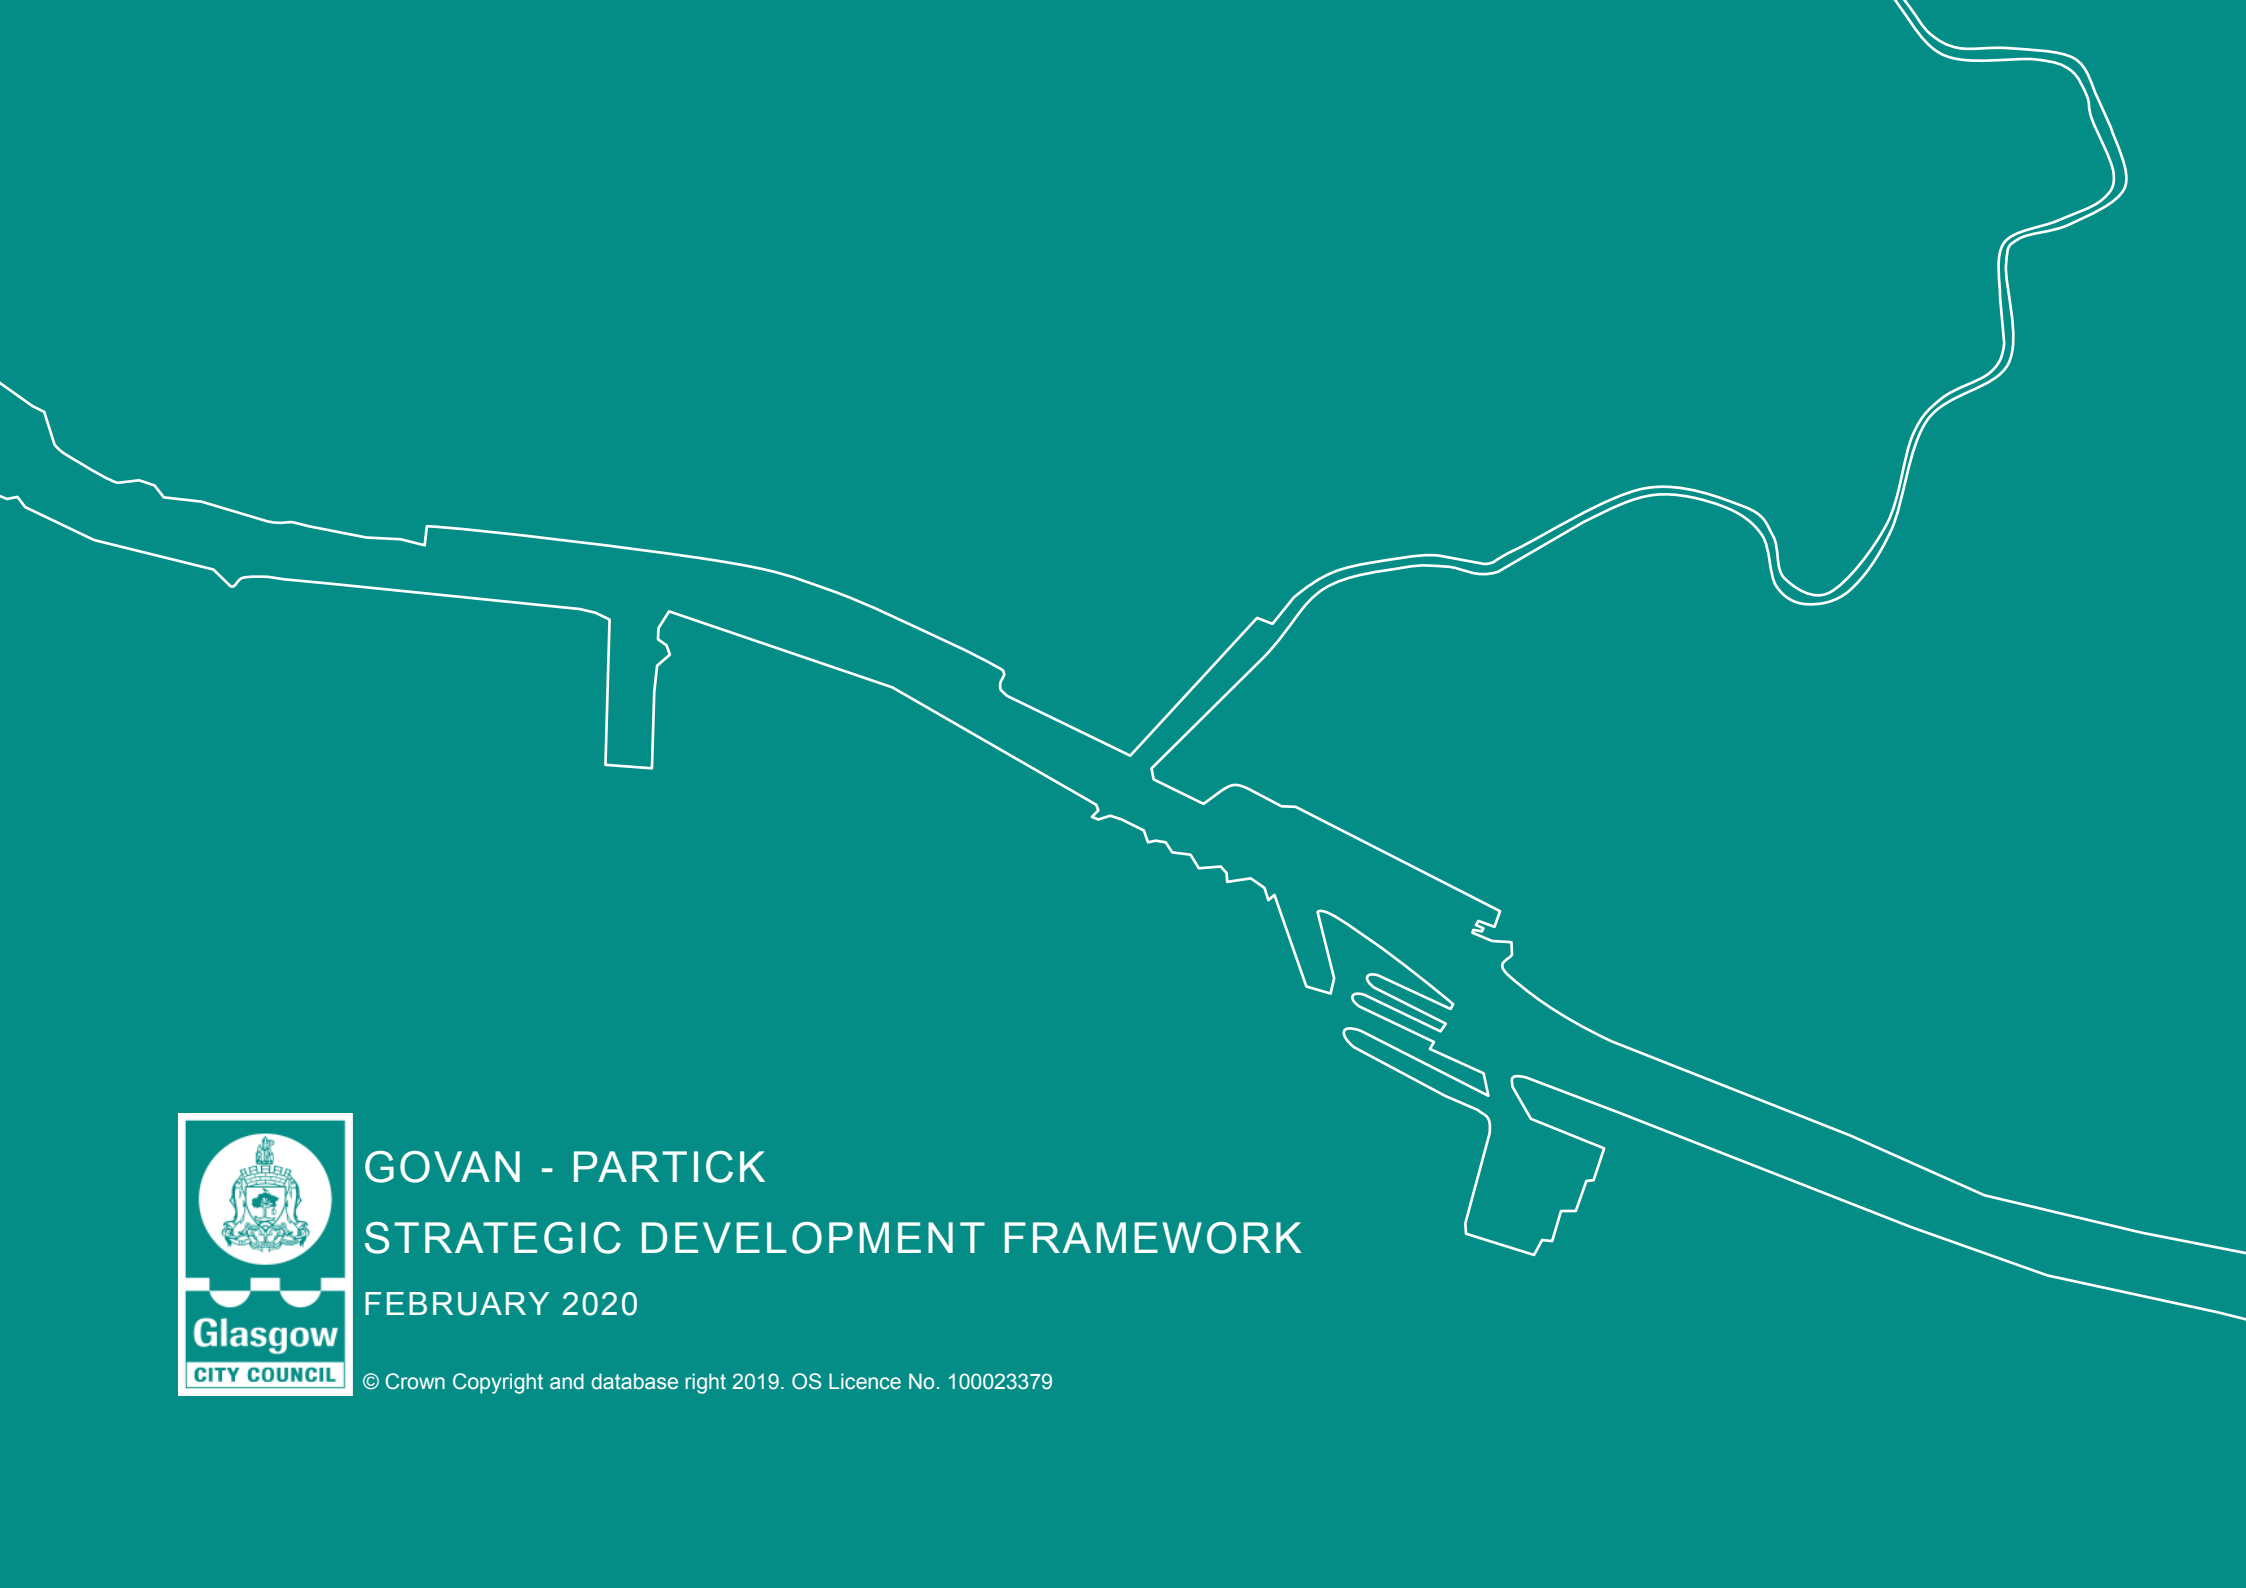 GOVAN - PARTICK
STRATEGIC DEVELOPMENT FRAMEWORK
FEBRUARY 2020
Glasgow
CITY COUNCIL
© Crown Copyright and database right 2019. OS Licence No. 100023379